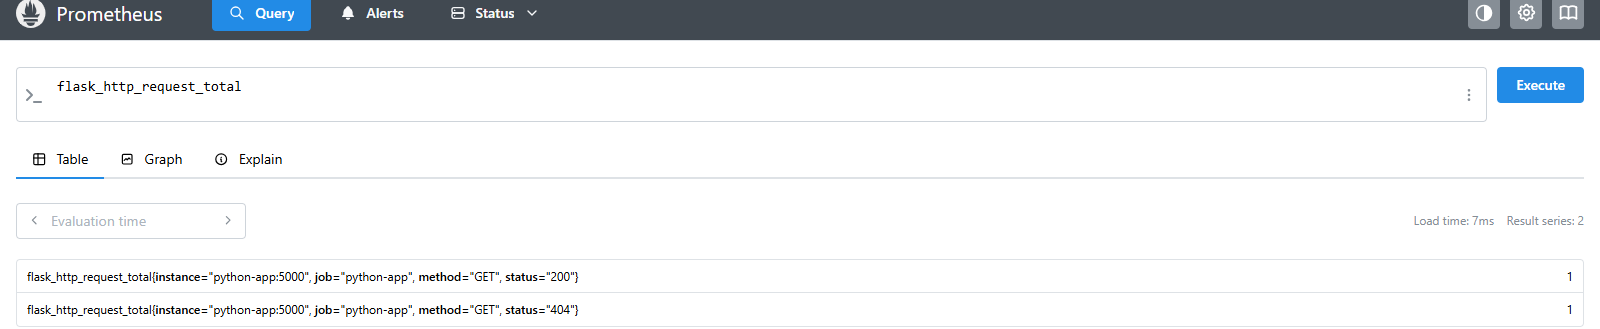 Prometheus Query Alerts Status
flask_http_request_total
Execute
Table Graph Explain
Evaluation time
Load time: 7ms Result series: 2
flask_http_request_total{instance="python-app:5000", job="python-app", method="GET", status="200"} 1
flask_http_request_total{instance="python-app:5000", job="python-app", method="GET", status="404"} 1